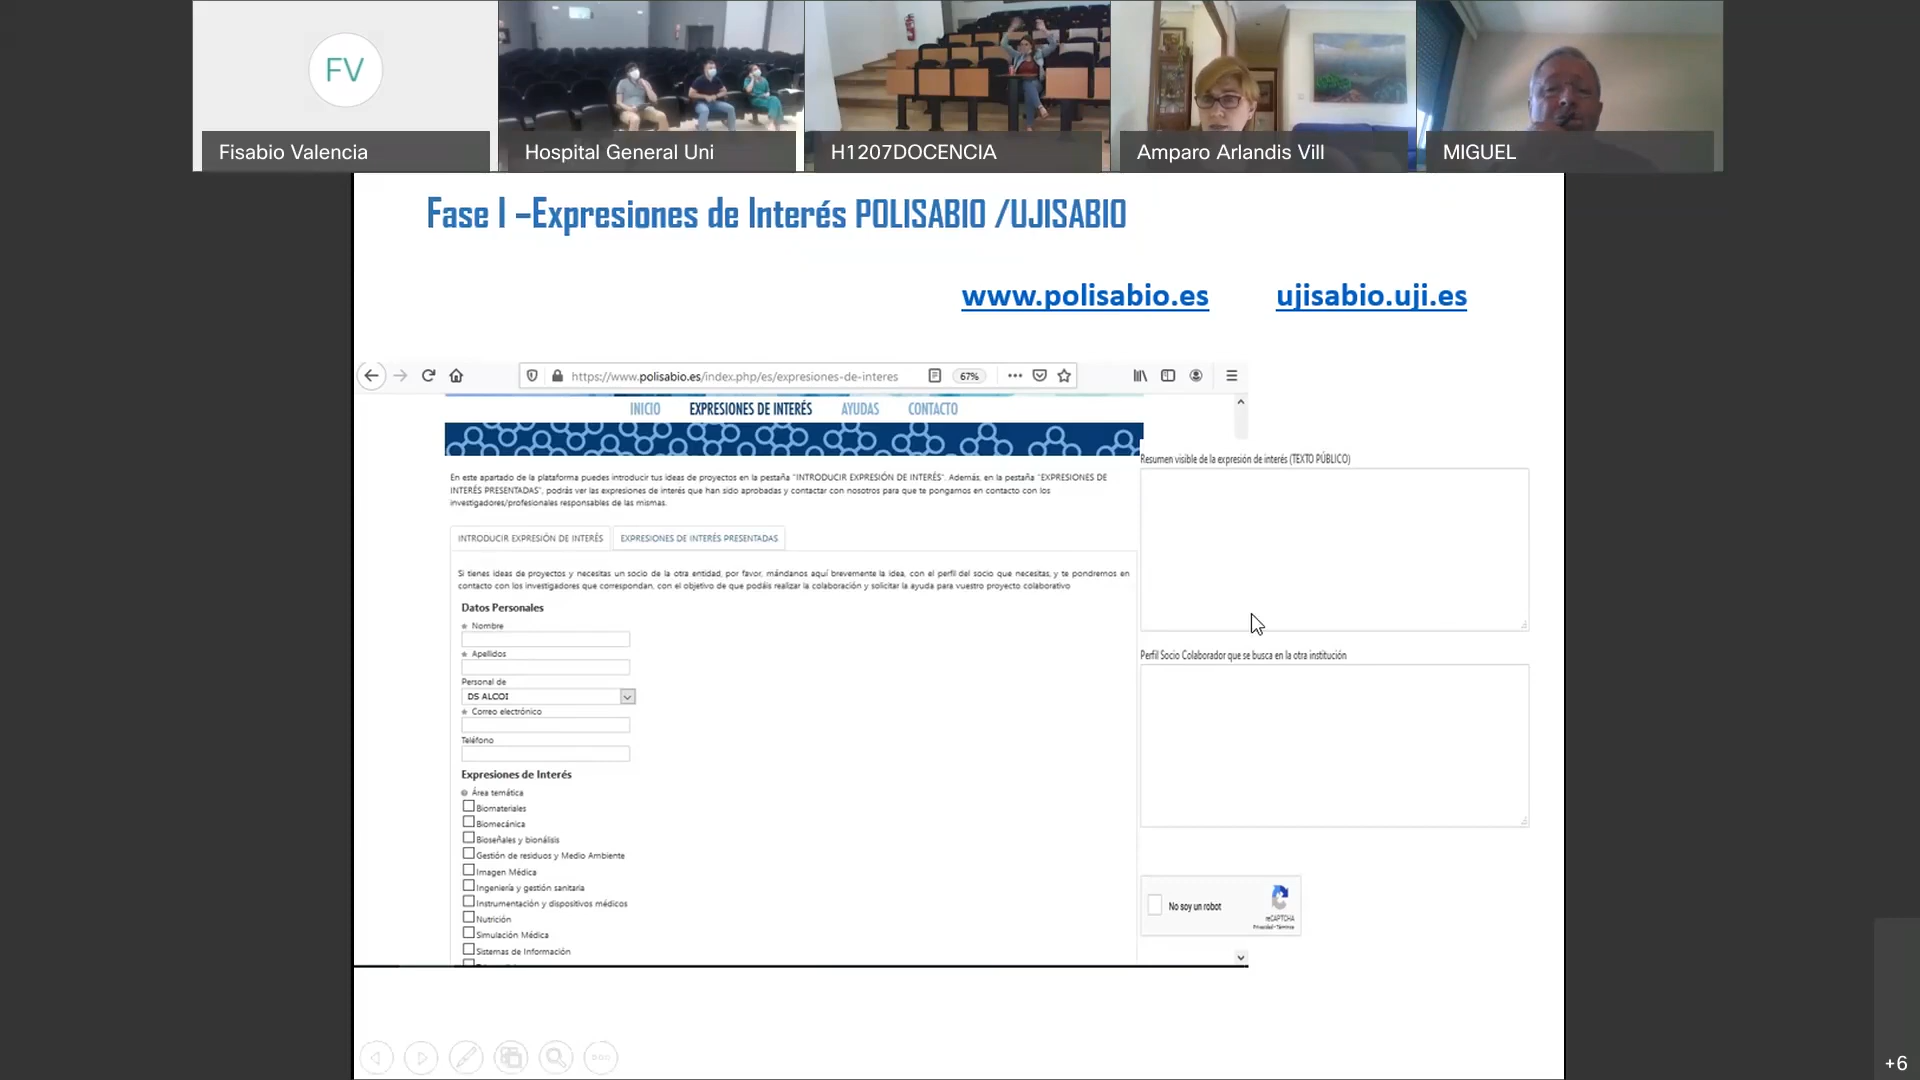 FV
Fisabio Valencia
Hospital General Uni
H1207DOCENCIA
Amparo Arlandis Vill
MIGUEL
Fase I –Expresiones de Interés POLISABIO /UJISABIO
www.polisabio.es
ujisabio.uji.es
https://www.polisabio.es/index.php/es/expresiones-de-interes
67%
INICIO
EXPRESIONES DE INTERÉS
AYUDAS
CONTACTO
En este apartado de la plataforma puedes introducir tus ideas de proyectos en la pestaña "INTRODUCIR EXPRESIÓN DE INTERÉS". Además, en la pestaña "EXPRESIONES DE
INTERÉS PRESENTADAS", podrás ver las expresiones de interés que han sido aprobadas y contactar con nosotros para que te pongamos en contacto con los
investigadores/profesionales responsables de las mismas.
INTRODUCIR EXPRESIÓN DE INTERÉS
EXPRESIONES DE INTERÉS PRESENTADAS
Si tienes ideas de proyectos y necesitas un socio de la otra entidad, por favor, mándanos aquí brevemente la idea, con el perfil del socio que necesitas, y te pondremos en
contacto con los investigadores que correspondan, con el objetivo de que podáis realizar la colaboración y solicitar la ayuda para vuestro proyecto colaborativo
Datos Personales
Nombre
Apellidos
Personal de
DS ALCOI
Correo electrónico
Teléfono
Expresiones de Interés
Área temática
Biomateriales
Biomecánica
Bioseñales y bionálisis
Gestión de residuos y Medio Ambiente
Imagen Médica
Ingeniería y gestión sanitaria
Instrumentación y dispositivos médicos
Nutrición
Simulación Médica
Sistemas de Información
Resumen visible de la expresión de interés (TEXTO PÚBLICO)
Perfil Socio Colaborador que se busca en la otra institución
No soy un robot
reCAPTCHA
Privacidad - Términos
+6